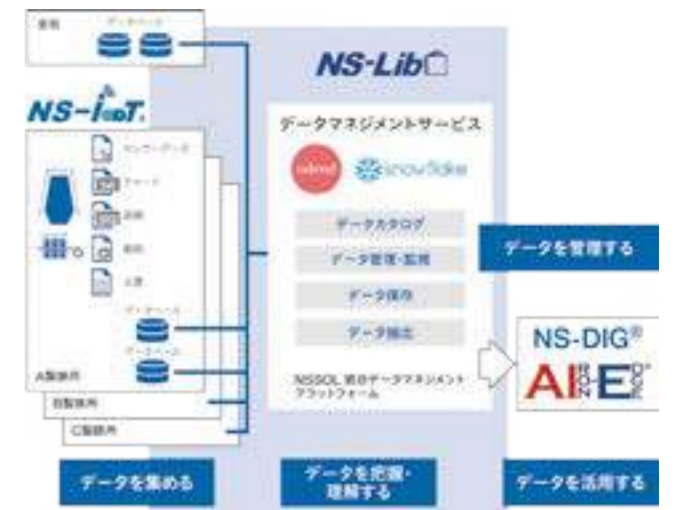 データベース
NS-Lib
NS-IoT.
データマネジメントサービス
talend
snowflake
センサーデータ
データカタログ
データ管理・監視
データ保存
データ抽出
データを管理する
データベース
データベース
NS-DIG®
A製鉄所
B製鉄所
C製鉄所
NSSOL 統合データマネジメント
プラットフォーム
データを集める
データを把握・
理解する
データを活用する